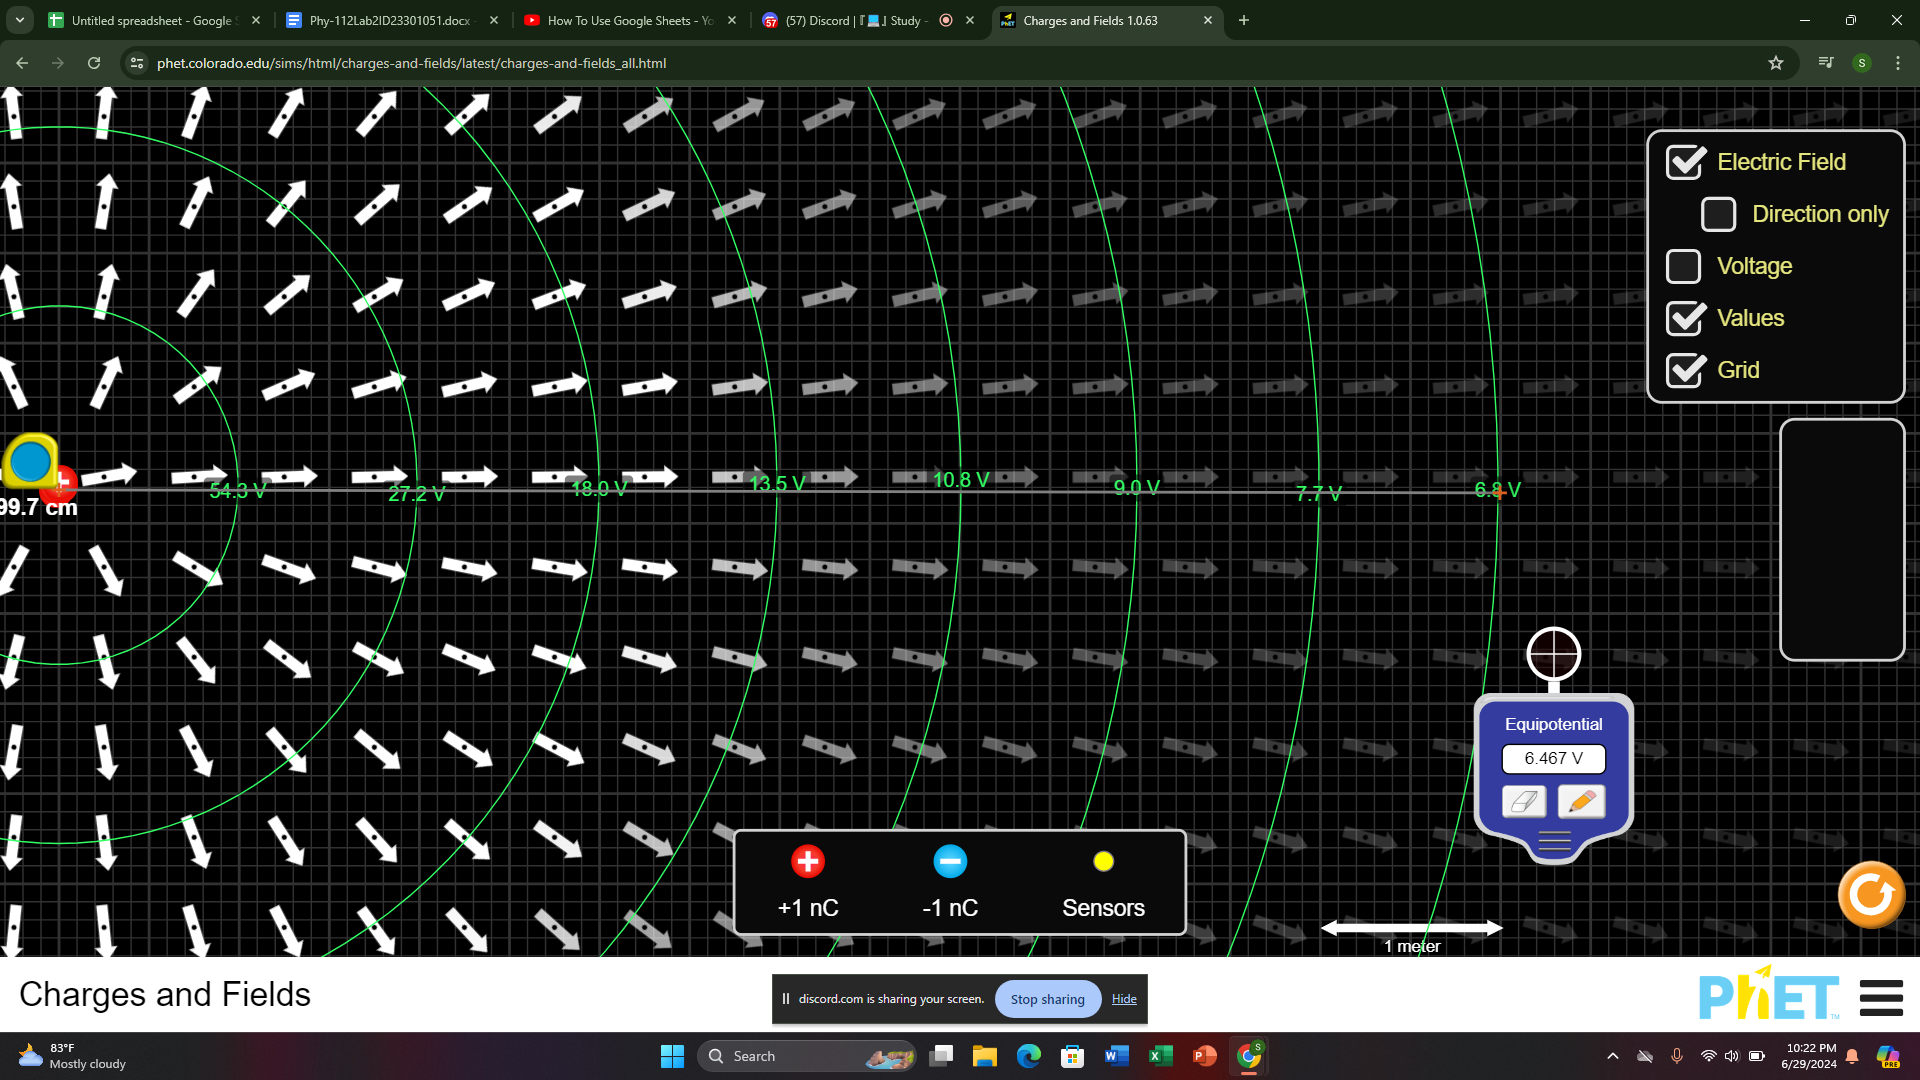 Untitled spreadsheet - Google S
Phy-112Lab2ID23301051.docx -
How To Use Google Sheets - Yo
(57) Discord | 『💻』 Study -
Charges and Fields 1.0.63
phet.colorado.edu/sims/html/charges-and-fields/latest/charges-and-fields_all.html
S
Electric Field
Direction only
Voltage
Values
Grid
54.3 V
27.2 V
18.0 V
13.5 V
10.8 V
9.0 V
7.7 V
6.8 V
99.7 cm
Equipotential
6.467 V
+1 nC
-1 nC
Sensors
1 meter
Charges and Fields
discord.com is sharing your screen.
Stop sharing
Hide
PhET
83°F
Mostly cloudy
Search
10:22 PM
6/29/2024